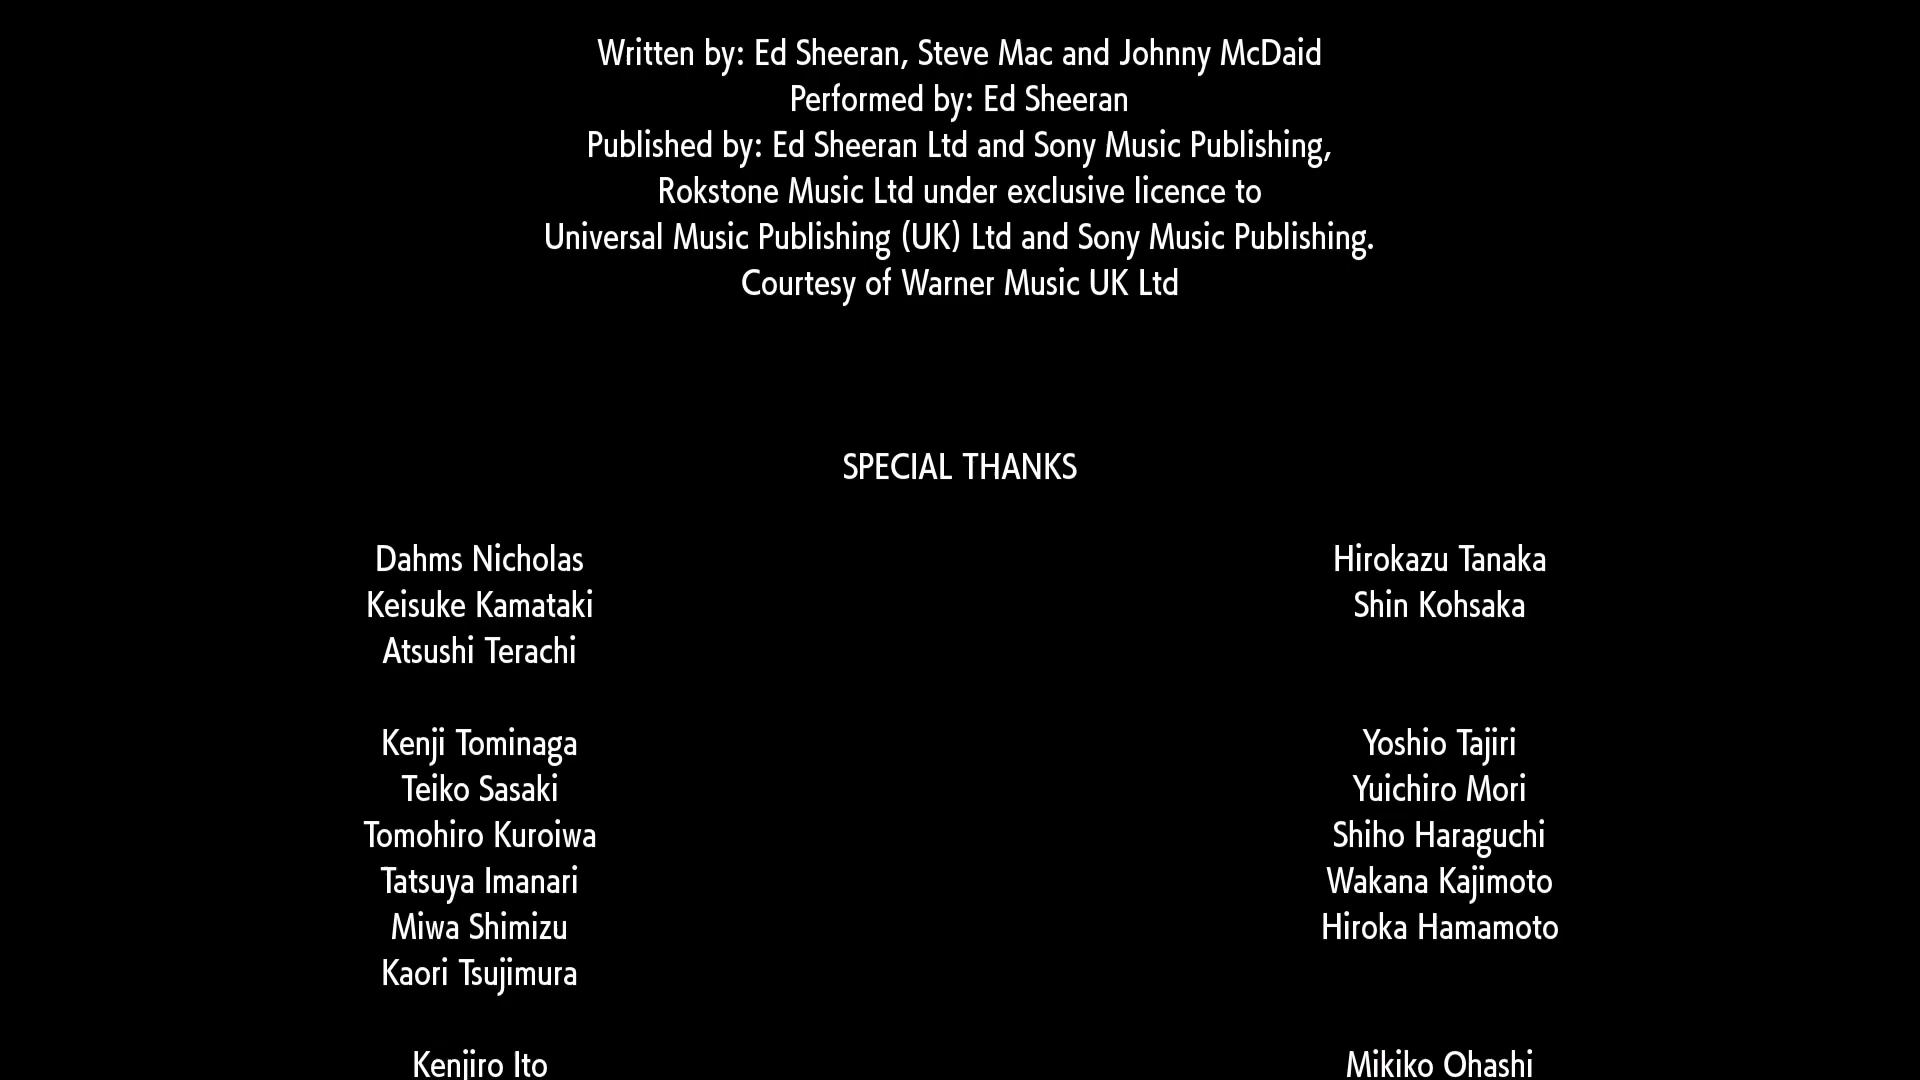 Written by: Ed Sheeran, Steve Mac and Johnny McDaid
Performed by: Ed Sheeran
Published by: Ed Sheeran Ltd and Sony Music Publishing,
Rokstone Music Ltd under exclusive licence to
Universal Music Publishing (UK) Ltd and Sony Music Publishing.
Courtesy of Warner Music UK Ltd
SPECIAL THANKS
Dahms Nicholas
Keisuke Kamataki
Atsushi Terachi
Hirokazu Tanaka
Shin Kohsaka
Kenji Tominaga
Teiko Sasaki
Tomohiro Kuroiwa
Tatsuya Imanari
Miwa Shimizu
Kaori Tsujimura
Yoshio Tajiri
Yuichiro Mori
Shiho Haraguchi
Wakana Kajimoto
Hiroka Hamamoto
Kenjiro Ito
Mikiko Ohashi